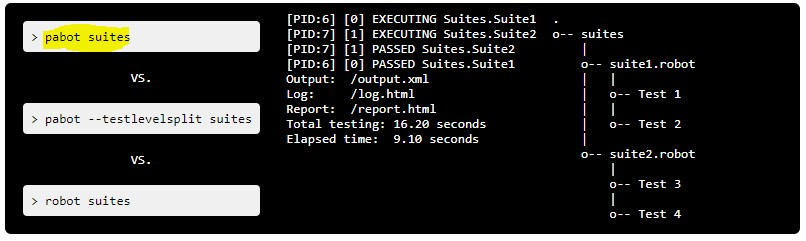 > pabot suites
vs.
> pabot --testlevelsplit suites
vs.
> robot suites
[PID:6] [0] EXECUTING Suites.Suite1
[PID:7] [1] EXECUTING Suites.Suite2
[PID:7] [1] PASSED Suites.Suite2
[PID:6] [0] PASSED Suites.Suite1
Output:  /output.xml
Log:     /log.html
Report:  /report.html
Total testing: 16.20 seconds
Elapsed time:  9.10 seconds
.
o-- suites
    |
    o-- suite1.robot
    |   |
    |   o-- Test 1
    |   |
    |   o-- Test 2
    |
    o-- suite2.robot
        |
        o-- Test 3
        |
        o-- Test 4